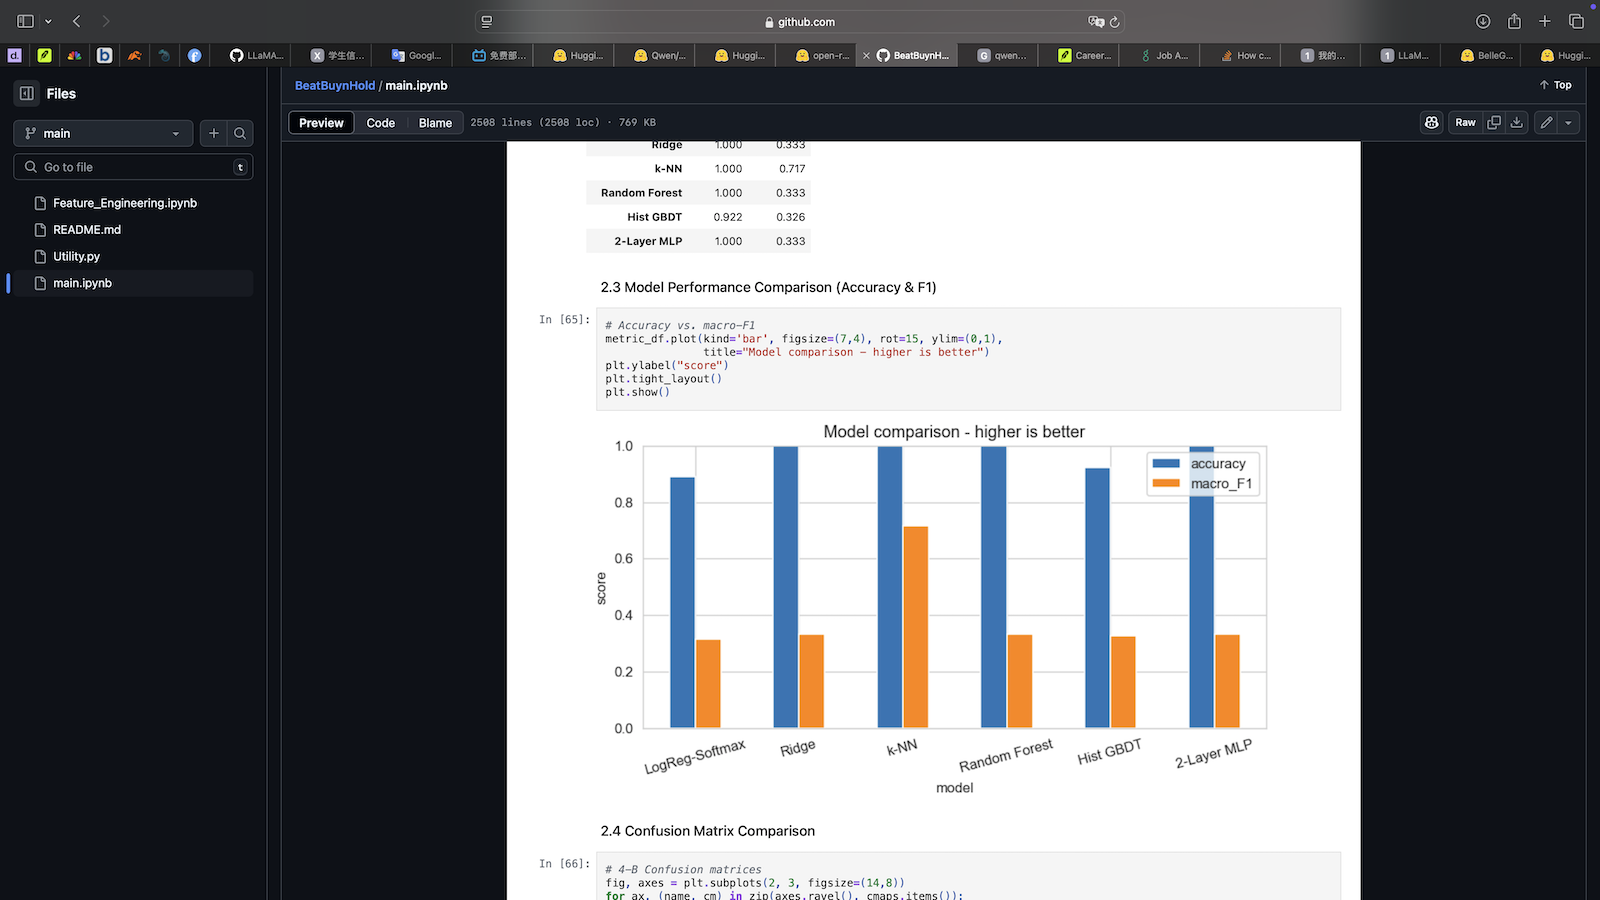 github.com
LLaMA...
学生信...
Googl...
免费部...
Huggi...
Qwen/...
Huggi...
open-r...
BeatBuynH...
qwen...
Career...
Job A...
How c...
我的...
LLaM...
BelleG...
Huggi...
Files
main
Go to file
t
Feature_Engineering.ipynb
README.md
Utility.py
main.ipynb
BeatBuynHold / main.ipynb
Top
Preview
Code
Blame
2508 lines (2508 loc) · 769 KB
Raw
Ridge 1.000 0.333
k-NN 1.000 0.717
Random Forest 1.000 0.333
Hist GBDT 0.922 0.326
2-Layer MLP 1.000 0.333
2.3 Model Performance Comparison (Accuracy & F1)
In [65]:
# Accuracy vs. macro-F1
metric_df.plot(kind='bar', figsize=(7,4), rot=15, ylim=(0,1),
title="Model comparison - higher is better")
plt.ylabel("score")
plt.tight_layout()
plt.show()
Model comparison - higher is better
accuracy
macro_F1
1.0
0.8
0.6
0.4
0.2
0.0
score
LogReg-Softmax
Ridge
k-NN
Random Forest
Hist GBDT
2-Layer MLP
model
2.4 Confusion Matrix Comparison
In [66]:
# 4-B Confusion matrices
fig, axes = plt.subplots(2, 3, figsize=(14,8))
for ax, (name, cm) in zip(axes.ravel(), cmaps.items()):